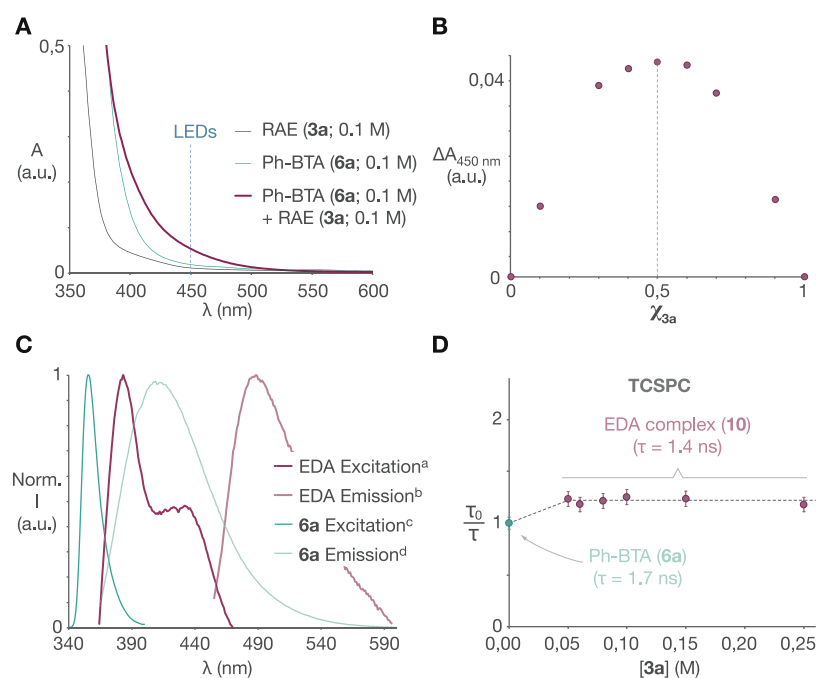 A
0,5
A
(a.u.)
0
LEDs
RAE (3a; 0.1 M)
Ph-BTA (6a; 0.1 M)
Ph-BTA (6a; 0.1 M)
+ RAE (3a; 0.1 M)
350 400 450 500 550 600
λ (nm)
B
0,04
ΔA450 nm
(a.u.)
0
0 0,5 1
χ3a
C
1
Norm.
I
(a.u.)
0
EDA Excitationᵃ
EDA Emissionᵇ
6a Excitationᶜ
6a Emissionᵈ
340 390 440 490 540 590
λ (nm)
D
TCSPC
2
EDA complex (10)
(τ = 1.4 ns)
τ0
τ
1
Ph-BTA (6a)
(τ = 1.7 ns)
0
0,00 0,05 0,10 0,15 0,20 0,25
[3a] (M)